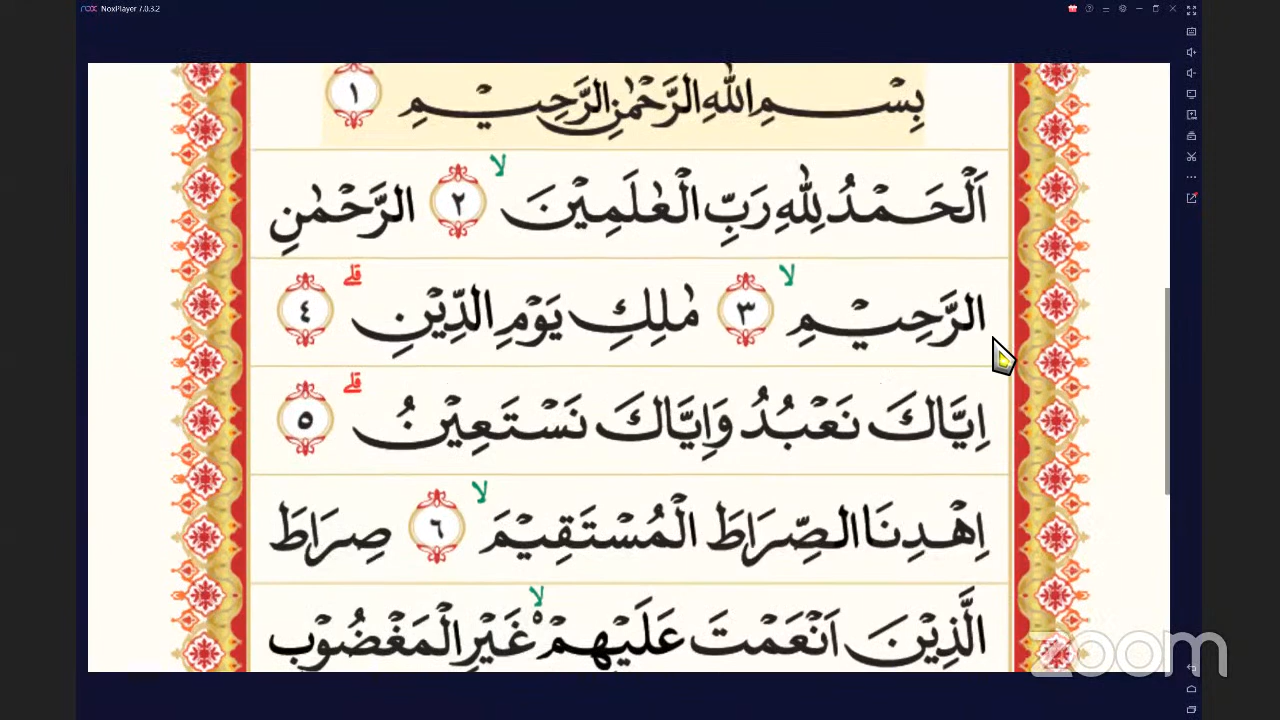 NoxPlayer 7.0.3.2
بِسْمِ اللّٰهِ الرَّحْمٰنِ الرَّحِيْمِ ١
اَلْحَمْدُ لِلّٰهِ رَبِّ الْعٰلَمِيْنَ ۙ ٢ الرَّحْمٰنِ
الرَّحِيْمِ ۙ ٣ مٰلِكِ يَوْمِ الدِّيْنِ ۗ ٤
اِيَّاكَ نَعْبُدُ وَاِيَّاكَ نَسْتَعِيْنُ ۗ ٥
اِهْدِنَا الصِّرَاطَ الْمُسْتَقِيْمَ ۙ ٦ صِرَاطَ
الَّذِيْنَ اَنْعَمْتَ عَلَيْهِمْ ەۙ غَيْرِ الْمَغْضُوْبِ
zoom